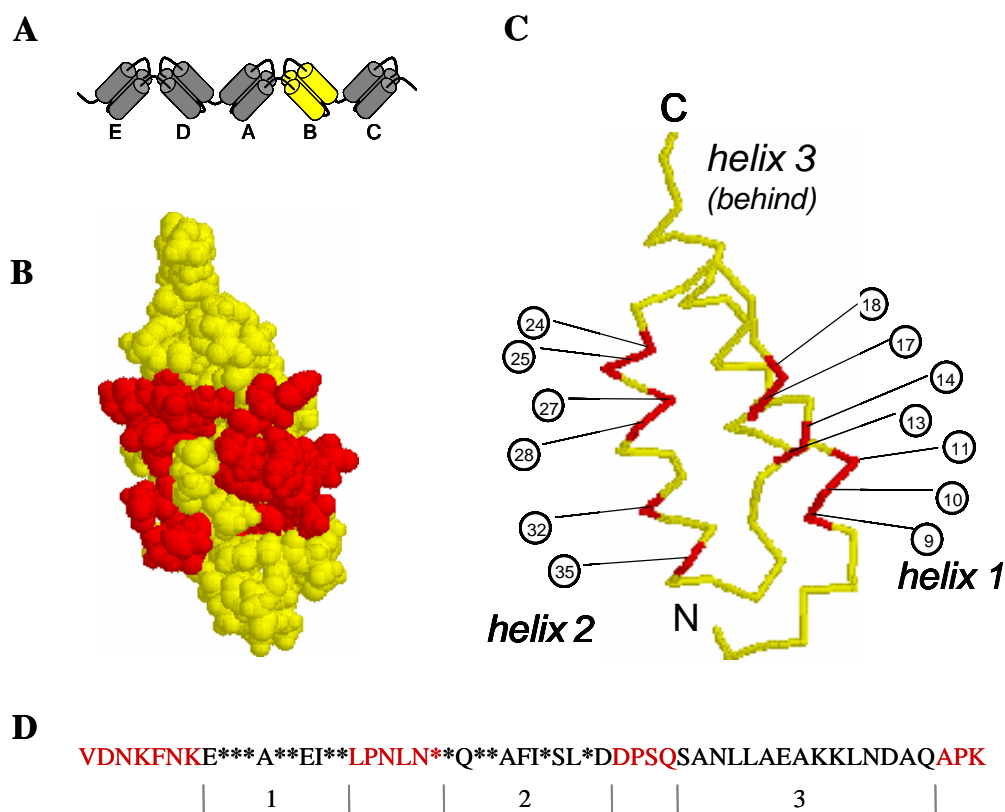 A
E D A B C
B
C
C
helix 3
(behind)
24
25
27
28
32
35
18
17
14
13
11
10
9
helix 1
helix 2
N
D
VDNKFNKE***A**EI**LPNLN**Q**AFI*SL*DDPSQSANLLAEAKKLNDAQAPK
1 2 3